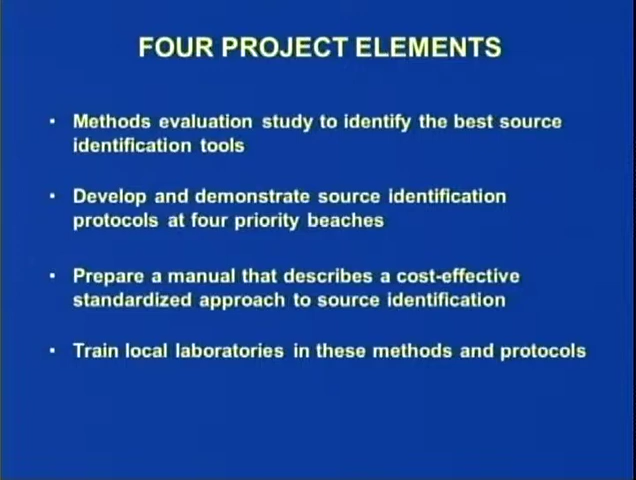 FOUR PROJECT ELEMENTS
• Methods evaluation study to identify the best source
identification tools
• Develop and demonstrate source identification
protocols at four priority beaches
• Prepare a manual that describes a cost-effective
standardized approach to source identification
• Train local laboratories in these methods and protocols